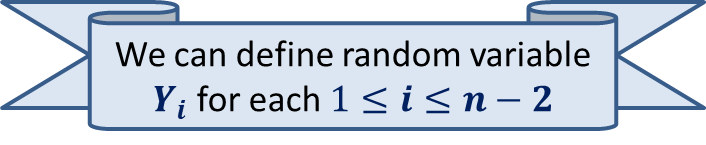 We can define random variable
Yᵢ for each 1 ≤ i ≤ n − 2